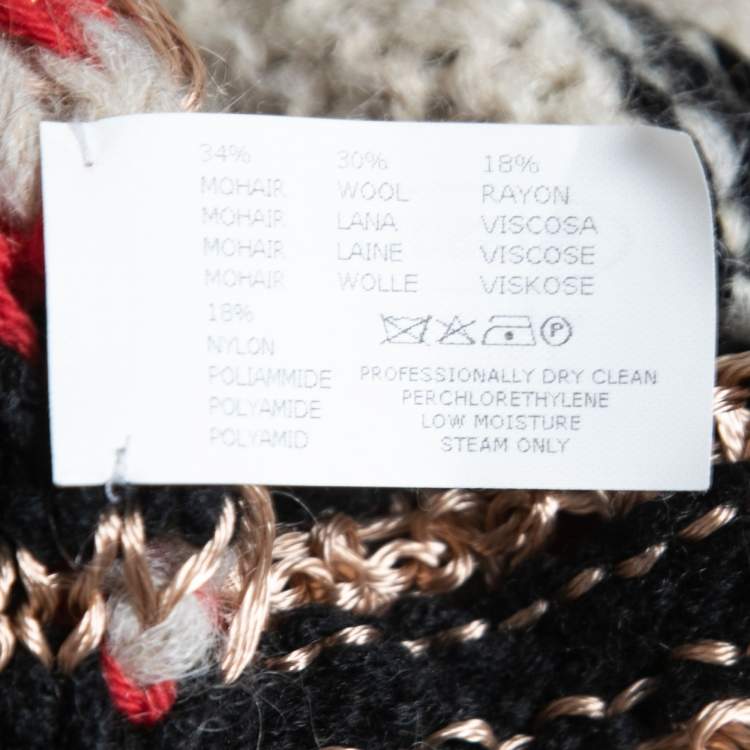 34% 30% 18%
MOHAIR WOOL RAYON
MOHAIR LANA VISCOSA
MOHAIR LAINE VISCOSE
MOHAIR WOLLE VISKOSE
18%
NYLON
POLIAMMIDE
POLYAMIDE
POLYAMID
P
PROFESSIONALLY DRY CLEAN
PERCHLORETHYLENE
LOW MOISTURE
STEAM ONLY